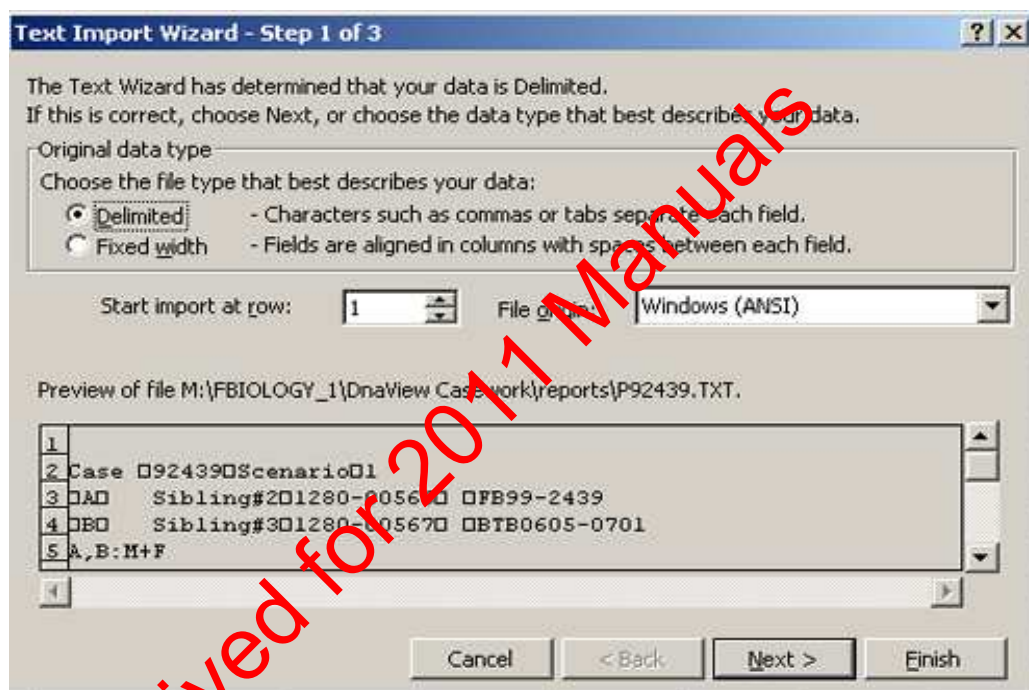 Text Import Wizard - Step 1 of 3
The Text Wizard has determined that your data is Delimited.
If this is correct, choose Next, or choose the data type that best describes your data.
Original data type
Choose the file type that best describes your data:
Delimited - Characters such as commas or tabs separate each field.
Fixed width - Fields are aligned in columns with spaces between each field.
Start import at row: 1 File origin: Windows (ANSI)
Preview of file M:\FBIOLOGY_1\DnaView Casework\reports\P92439.TXT.
1
2 Case □92439□Scenario□1
3 □A□ Sibling#2□1280-00566□ □FB99-2439
4 □B□ Sibling#3□1280-00567□ □BTB0605-0701
5 A,B:M+F
Cancel < Back Next > Finish
ived for 2011 Manuals